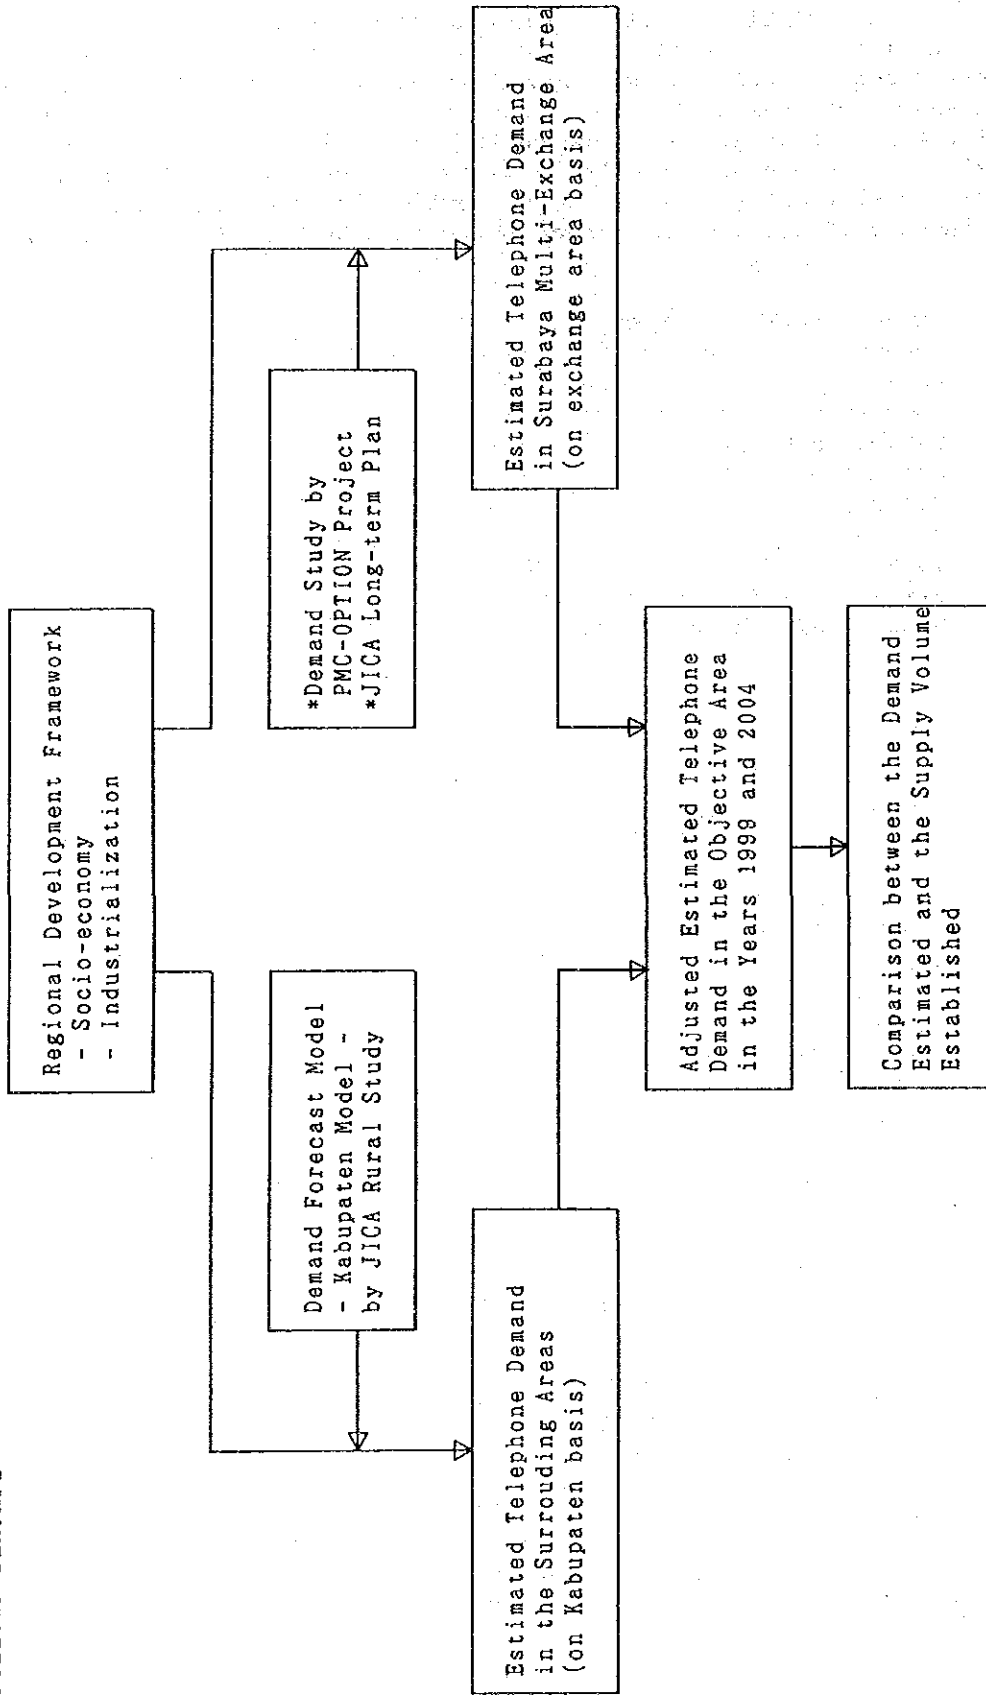 Regional Development Framework
- Socio-economy
- Industrialization
Demand Forecast Model
- Kabupaten Model -
by JICA Rural Study
*Demand Study by
PMC-OPTION Project
*JICA Long-term Plan
Estimated Telephone Demand
in the Surrouding Areas
(on Kabupaten basis)
Estimated Telephone Demand
in Surabaya Multi-Exchange Area
(on exchange area basis)
Adjusted Estimated Telephone
Demand in the Objective Area
in the Years 1999 and 2004
Comparison between the Demand
Estimated and the Supply Volume
Established